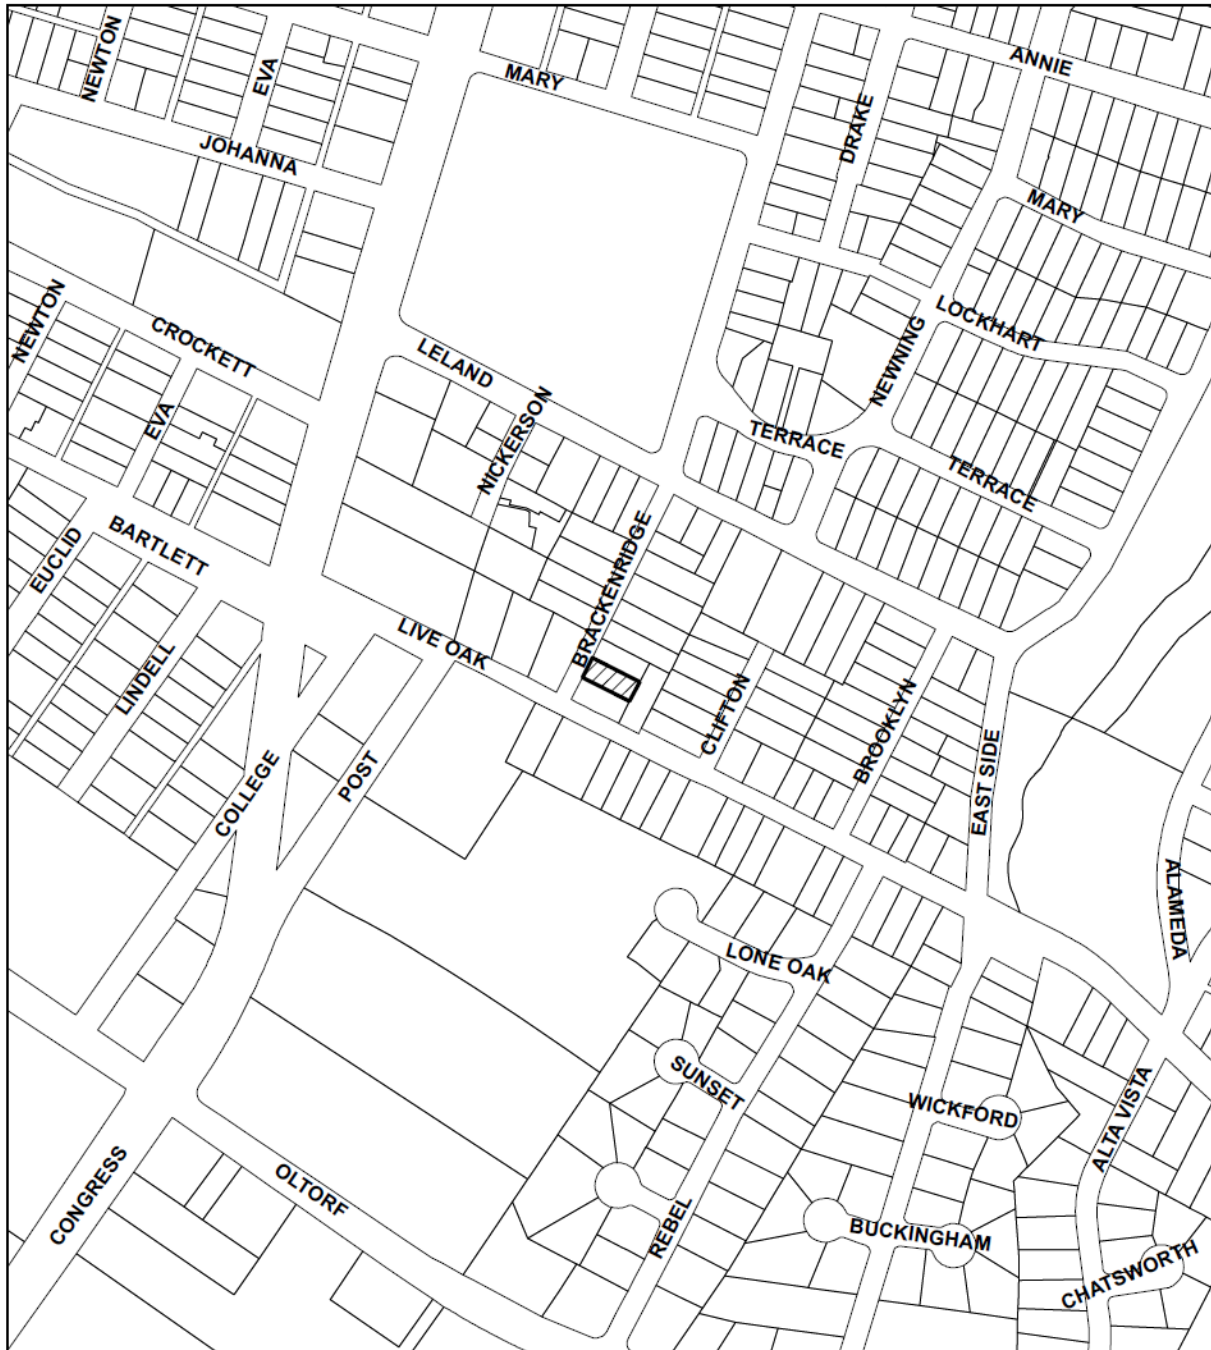 NEWTON
EVA
MARY
ANNIE
DRAKE
JOHANNA
MARY
NEWTON
CROCKETT
LELAND
NICKERSON
NEWNING
LOCKHART
EVA
TERRACE
TERRACE
EUCLID
BARTLETT
BRACKENRIDGE
LIVE OAK
LINDELL
CLIFTON
BROOKLYN
EAST SIDE
COLLEGE
POST
ALAMEDA
LONE OAK
SUNSET
WICKFORD
ALTA VISTA
CONGRESS
OLTORF
REBEL
BUCKINGHAM
CHATSWORTH